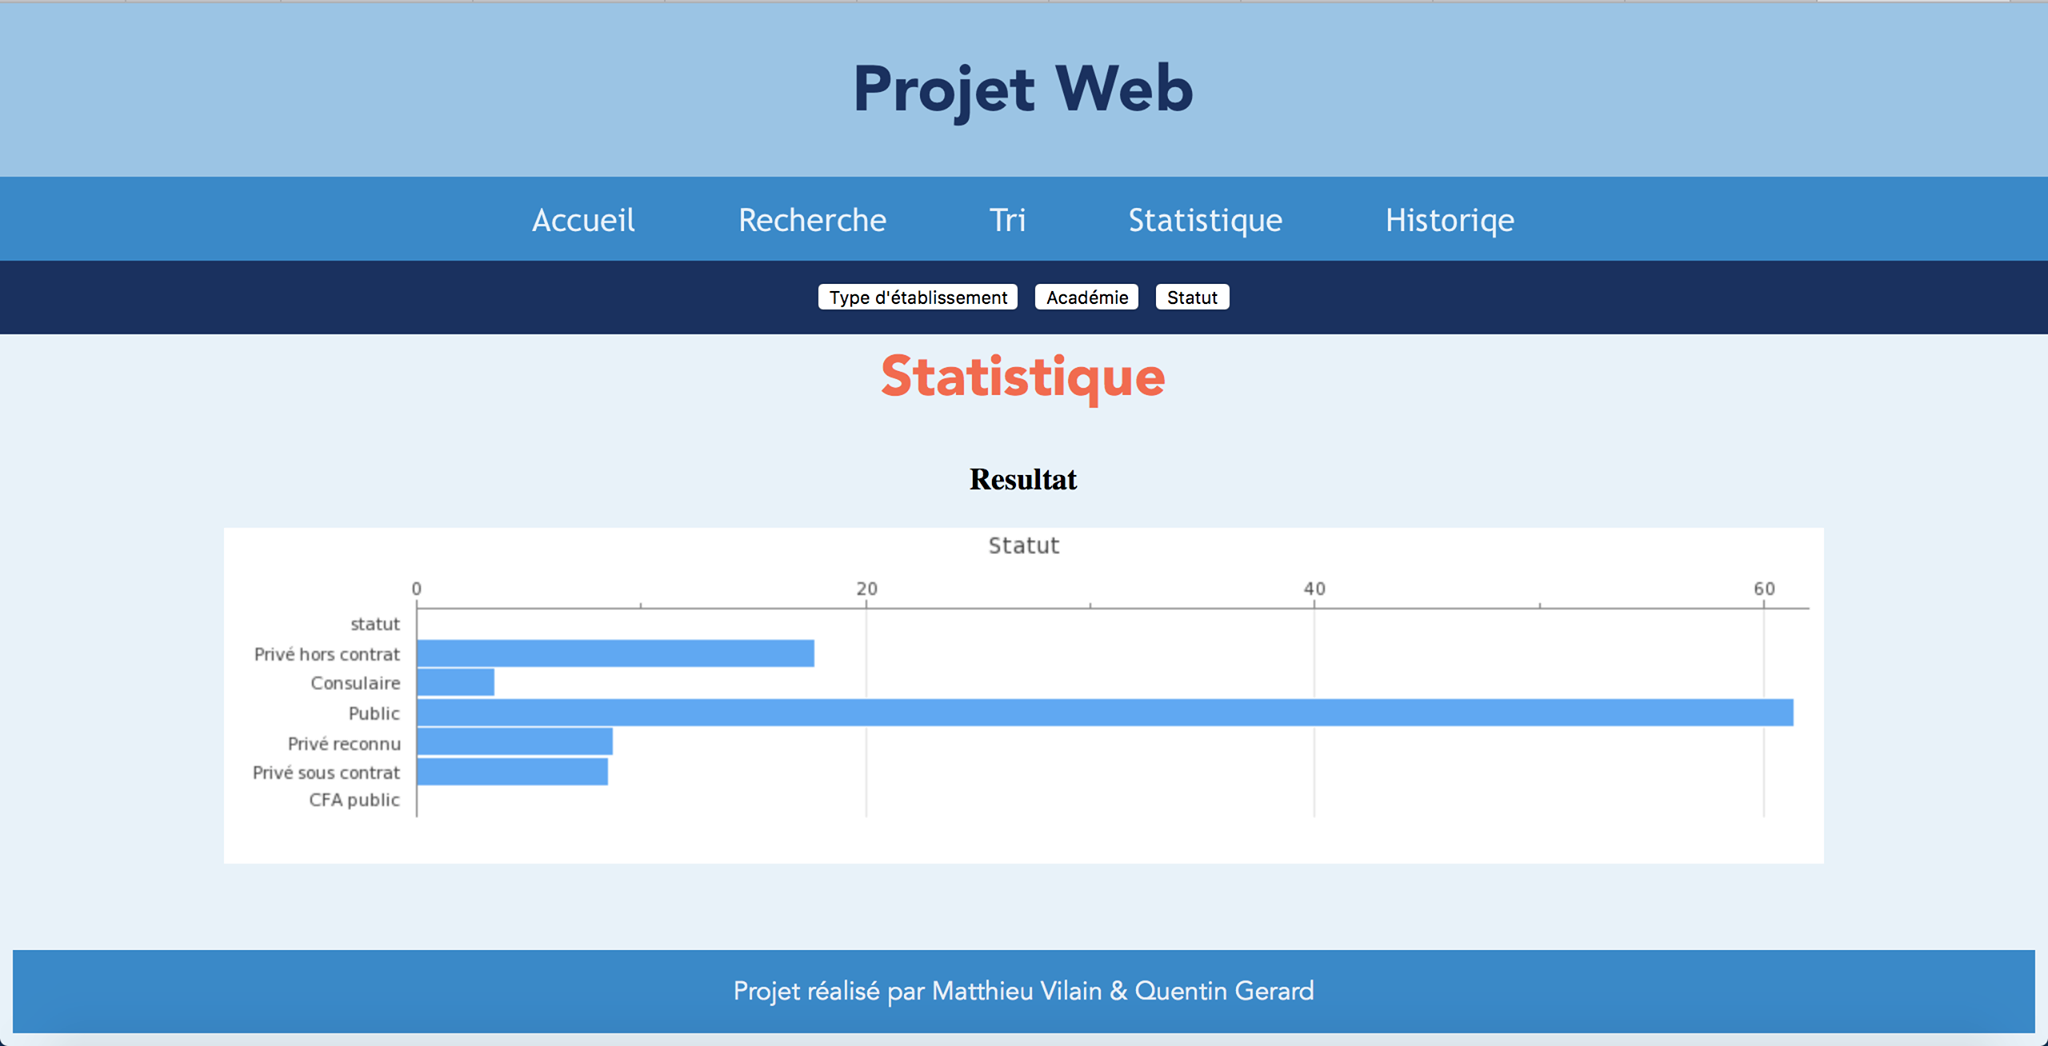 Projet Web
Accueil Recherche Tri Statistique Historiqe
Type d'établissement Académie Statut
Statistique
Resultat
Statut
0 20 40 60
statut
Privé hors contrat
Consulaire
Public
Privé reconnu
Privé sous contrat
CFA public
Projet réalisé par Matthieu Vilain & Quentin Gerard